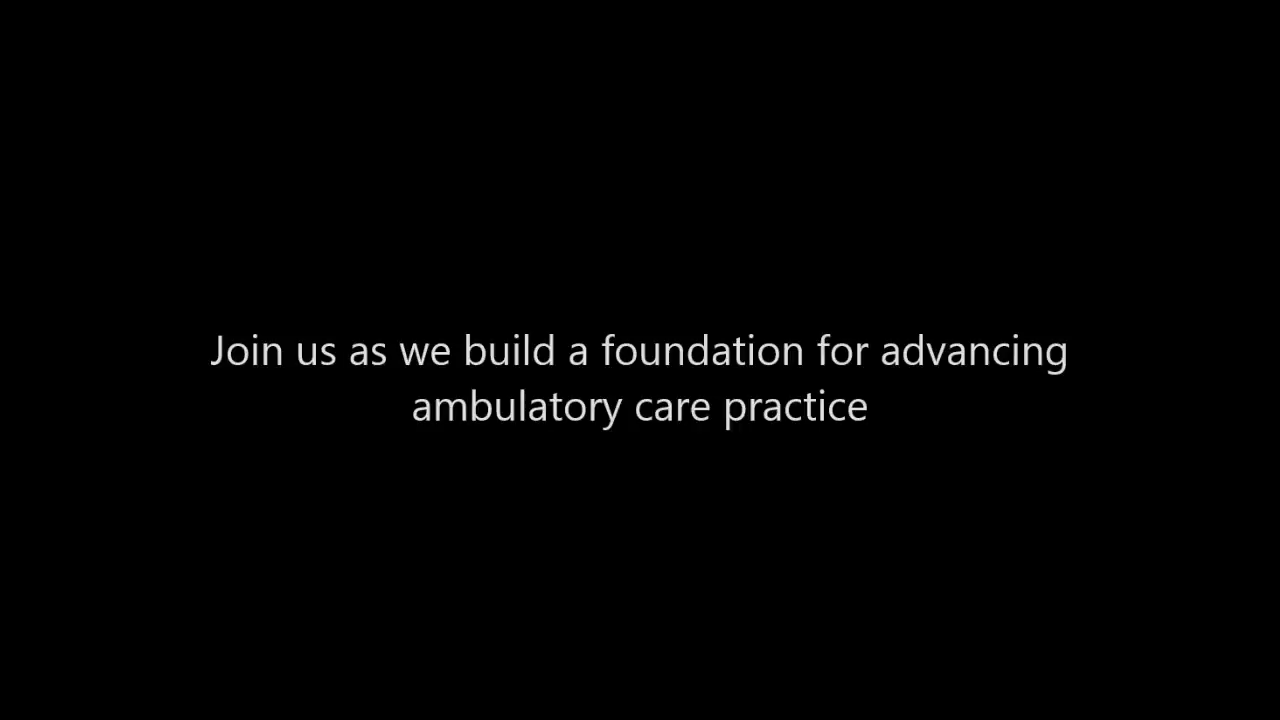 Join us as we build a foundation for advancing
ambulatory care practice